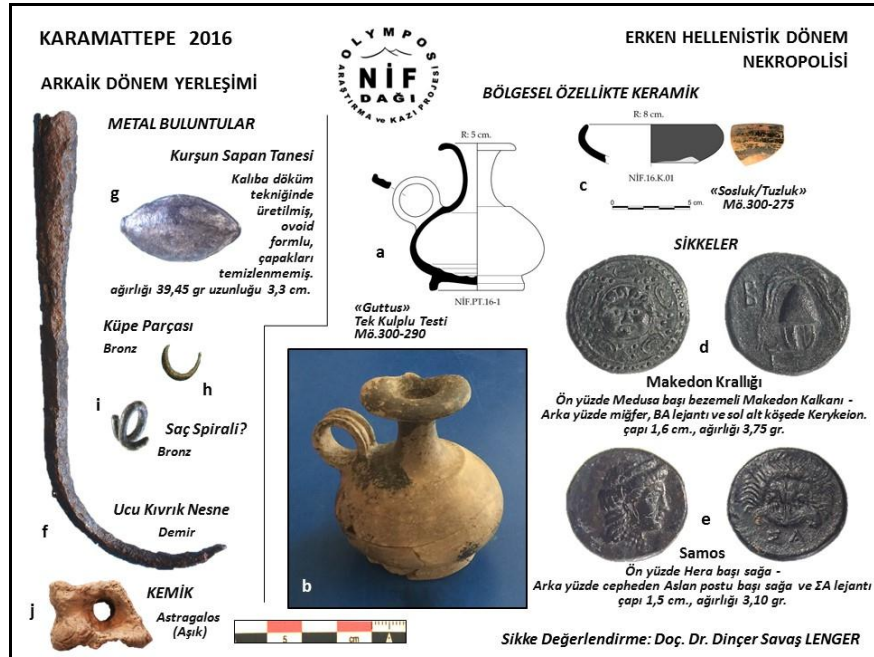 KARAMATTEPE 2016
ARKAİK DÖNEM YERLEŞİMİ
METAL BULUNTULAR
Kurşun Sapan Tanesi
g
Kalıba döküm
tekniğinde
üretilmiş,
ovoid
formlu,
çapakları
temizlenmemiş.
ağırlığı 39,45 gr uzunluğu 3,3 cm.
Küpe Parçası
Bronz
h
i
Saç Spirali?
Bronz
Ucu Kıvrık Nesne
Demir
f
j
KEMİK
Astragalos
(Aşık)
5
cm
A
OLYMPOS
NİF
DAĞI
ARAŞTIRMA ve KAZI PROJESİ
ERKEN HELLENİSTİK DÖNEM
NEKROPOLİSİ
BÖLGESEL ÖZELLİKTE KERAMİK
R: 5 cm.
a
NİF.PT.16-1
«Guttus»
Tek Kulplu Testi
Mö.300-290
b
R: 8 cm.
c
NİF.16.K.01
0
5 cm.
«Sosluk/Tuzluk»
Mö.300-275
SİKKELER
d
Makedon Krallığı
Ön yüzde Medusa başı bezemeli Makedon Kalkanı -
Arka yüzde miğfer, BA lejantı ve sol alt köşede Kerykeion.
çapı 1,6 cm., ağırlığı 3,75 gr.
e
Samos
Ön yüzde Hera başı sağa -
Arka yüzde cepheden Aslan postu başı sağa ve ΣΑ lejantı
çapı 1,5 cm., ağırlığı 3,10 gr.
Sikke Değerlendirme: Doç. Dr. Dinçer Savaş LENGER